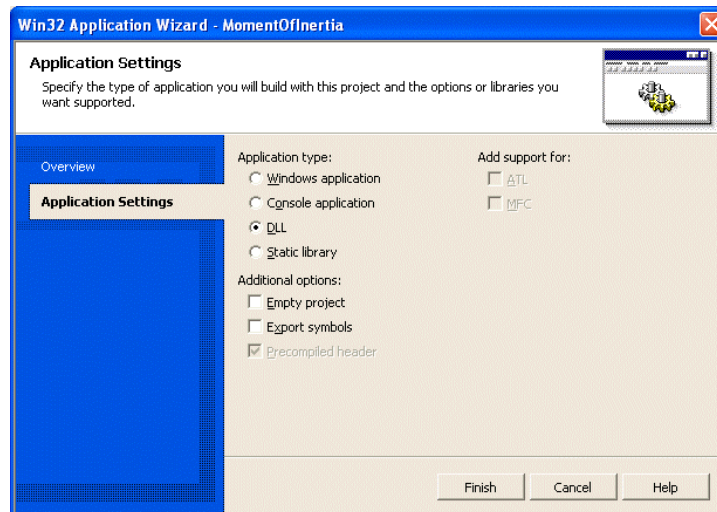 Win32 Application Wizard - MomentOfInertia
Application Settings
Specify the type of application you will build with this project and the options or libraries you
want supported.
Overview
Application Settings
Application type:
Windows application
Console application
DLL
Static library
Additional options:
Empty project
Export symbols
Precompiled header
Add support for:
ATL
MFC
Finish
Cancel
Help